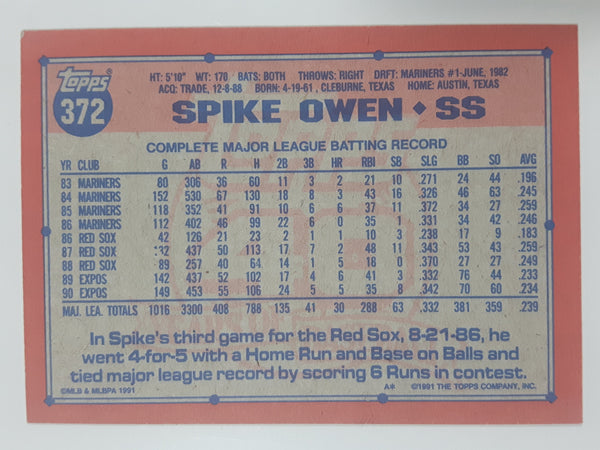 Topps
372
HT: 5'10" WT: 170 BATS: BOTH THROWS: RIGHT DRFT: MARINERS #1-JUNE, 1982
ACQ: TRADE, 12-8-88 BORN: 4-19-61, CLEBURNE, TEXAS HOME: AUSTIN, TEXAS
SPIKE OWEN ◆ SS
COMPLETE MAJOR LEAGUE BATTING RECORD
YR CLUB G AB R H 2B 3B HR RBI SB SLG BB SO AVG
83 MARINERS 80 306 36 60 11 3 2 21 10 .271 24 44 .196
84 MARINERS 152 530 67 130 18 8 3 43 16 .326 46 63 .245
85 MARINERS 118 352 41 91 10 6 6 37 11 .372 34 27 .259
86 MARINERS 112 402 46 99 22 6 0 35 1 .331 34 42 .246
86 RED SOX 42 126 21 23 2 1 1 10 3 .238 17 9 .183
87 RED SOX 132 437 50 113 17 7 2 48 11 .343 53 43 .259
88 RED SOX 89 257 40 64 14 1 5 18 0 .370 27 27 .249
89 EXPOS 142 437 52 102 17 4 6 41 3 .332 76 44 .233
90 EXPOS 149 453 55 106 24 5 5 35 8 .342 70 60 .234
MAJ. LEA. TOTALS 1016 3300 408 788 135 41 30 288 63 .332 381 359 .239
In Spike's third game for the Red Sox, 8-21-86, he
went 4-for-5 with a Home Run and Base on Balls and
tied major league record by scoring 6 Runs in contest.
©MLB & MLBPA 1991 A* ©1991 THE TOPPS COMPANY, INC.